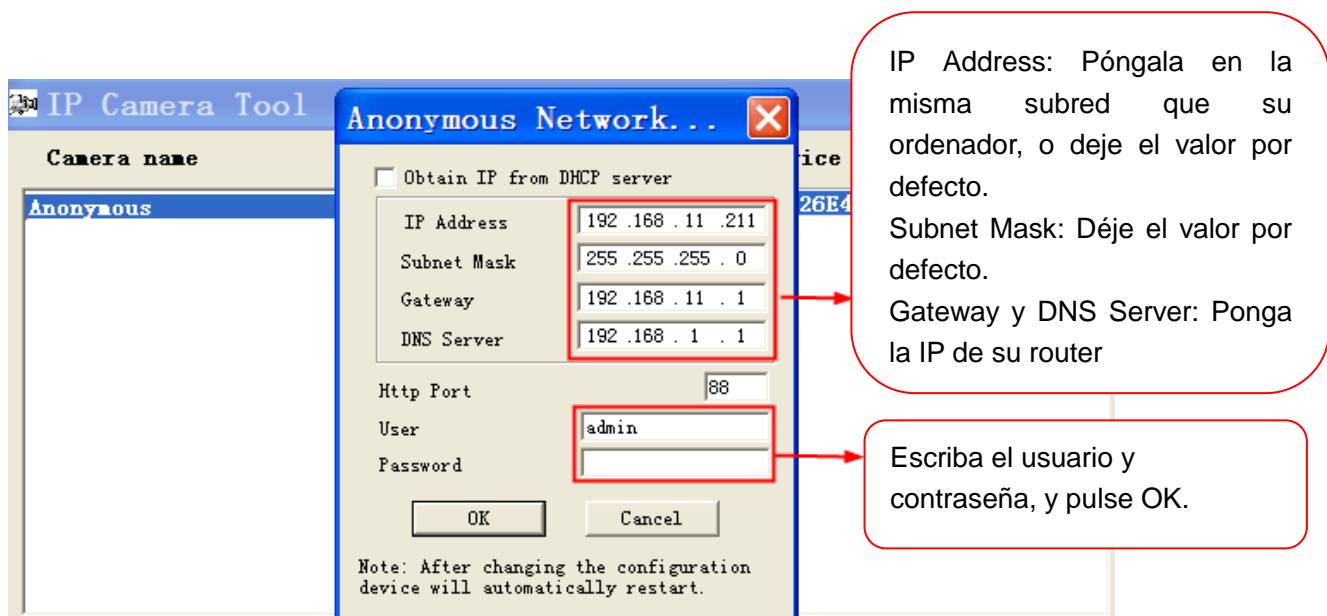 IP Camera Tool
Camera name
Anonymous
ice
26E4
Anonymous Network...
Obtain IP from DHCP server
IP Address 192 .168 . 11 .211
Subnet Mask 255 .255 .255 . 0
Gateway 192 .168 . 11 . 1
DNS Server 192 .168 . 1 . 1
Http Port 88
User admin
Password
OK Cancel
Note: After changing the configuration
device will automatically restart.
IP Address: Póngala en la
misma subred que su
ordenador, o deje el valor por
defecto.
Subnet Mask: Déje el valor por
defecto.
Gateway y DNS Server: Ponga
la IP de su router
Escriba el usuario y
contraseña, y pulse OK.